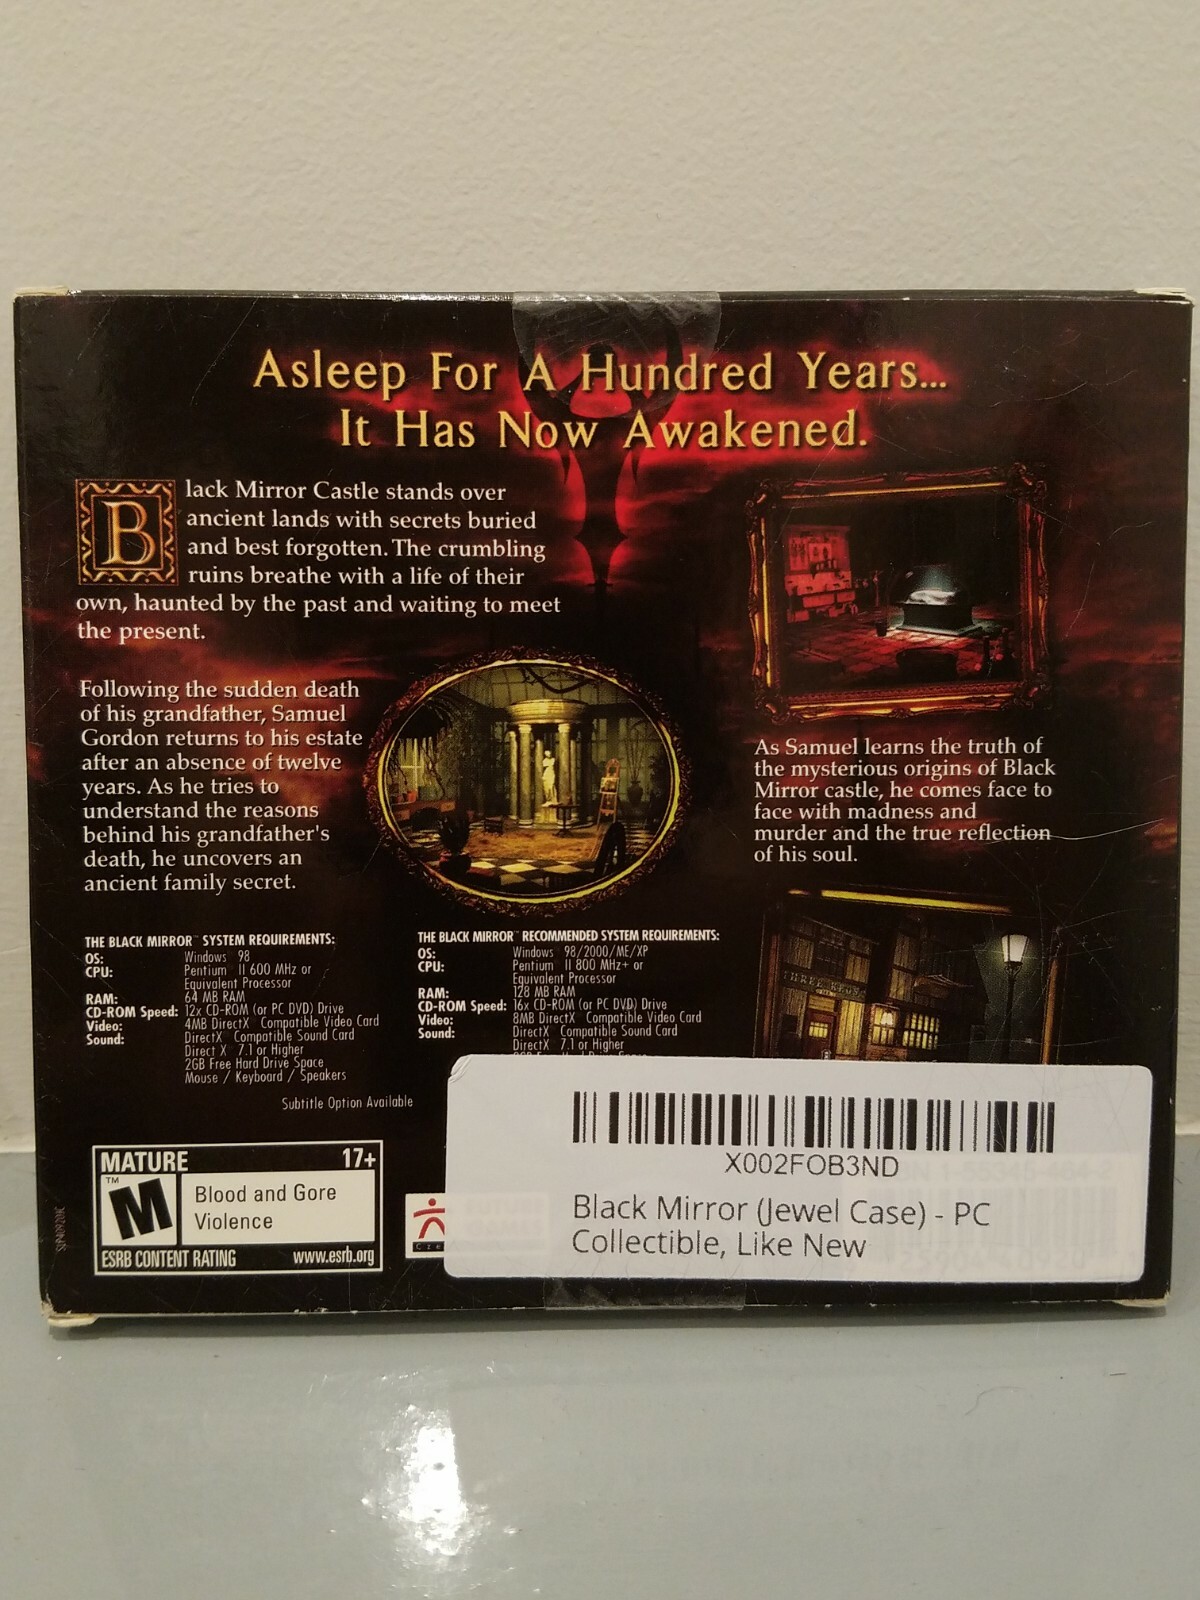 Asleep For A Hundred Years...
It Has Now Awakened.
Black Mirror Castle stands over
ancient lands with secrets buried
and best forgotten. The crumbling
ruins breathe with a life of their
own, haunted by the past and waiting to meet
the present.
Following the sudden death
of his grandfather, Samuel
Gordon returns to his estate
after an absence of twelve
years. As he tries to
understand the reasons
behind his grandfather's
death, he uncovers an
ancient family secret.
As Samuel learns the truth of
the mysterious origins of Black
Mirror castle, he comes face to
face with madness and
murder and the true reflection
of his soul.
THREE KEYS
THE BLACK MIRROR™ SYSTEM REQUIREMENTS:
OS: Windows 98
CPU: Pentium II 600 MHz or
Equivalent Processor
RAM: 64 MB RAM
CD-ROM Speed: 12x CD-ROM (or PC DVD) Drive
Video: 4MB DirectX Compatible Video Card
Sound: DirectX Compatible Sound Card
Direct X 7.1 or Higher
2GB Free Hard Drive Space
Mouse / Keyboard / Speakers
THE BLACK MIRROR™ RECOMMENDED SYSTEM REQUIREMENTS:
OS: Windows 98/2000/ME/XP
CPU: Pentium II 800 MHz+ or
Equivalent Processor
RAM: 128 MB RAM
CD-ROM Speed: 16x CD-ROM (or PC DVD) Drive
Video: 8MB DirectX Compatible Video Card
Sound: DirectX Compatible Sound Card
DirectX 7.1 or Higher
Subtitle Option Available
MATURE 17+
M™
Blood and Gore
Violence
ESRB CONTENT RATING www.esrb.org
X002FOB3ND
Black Mirror (Jewel Case) - PC
Collectible, Like New